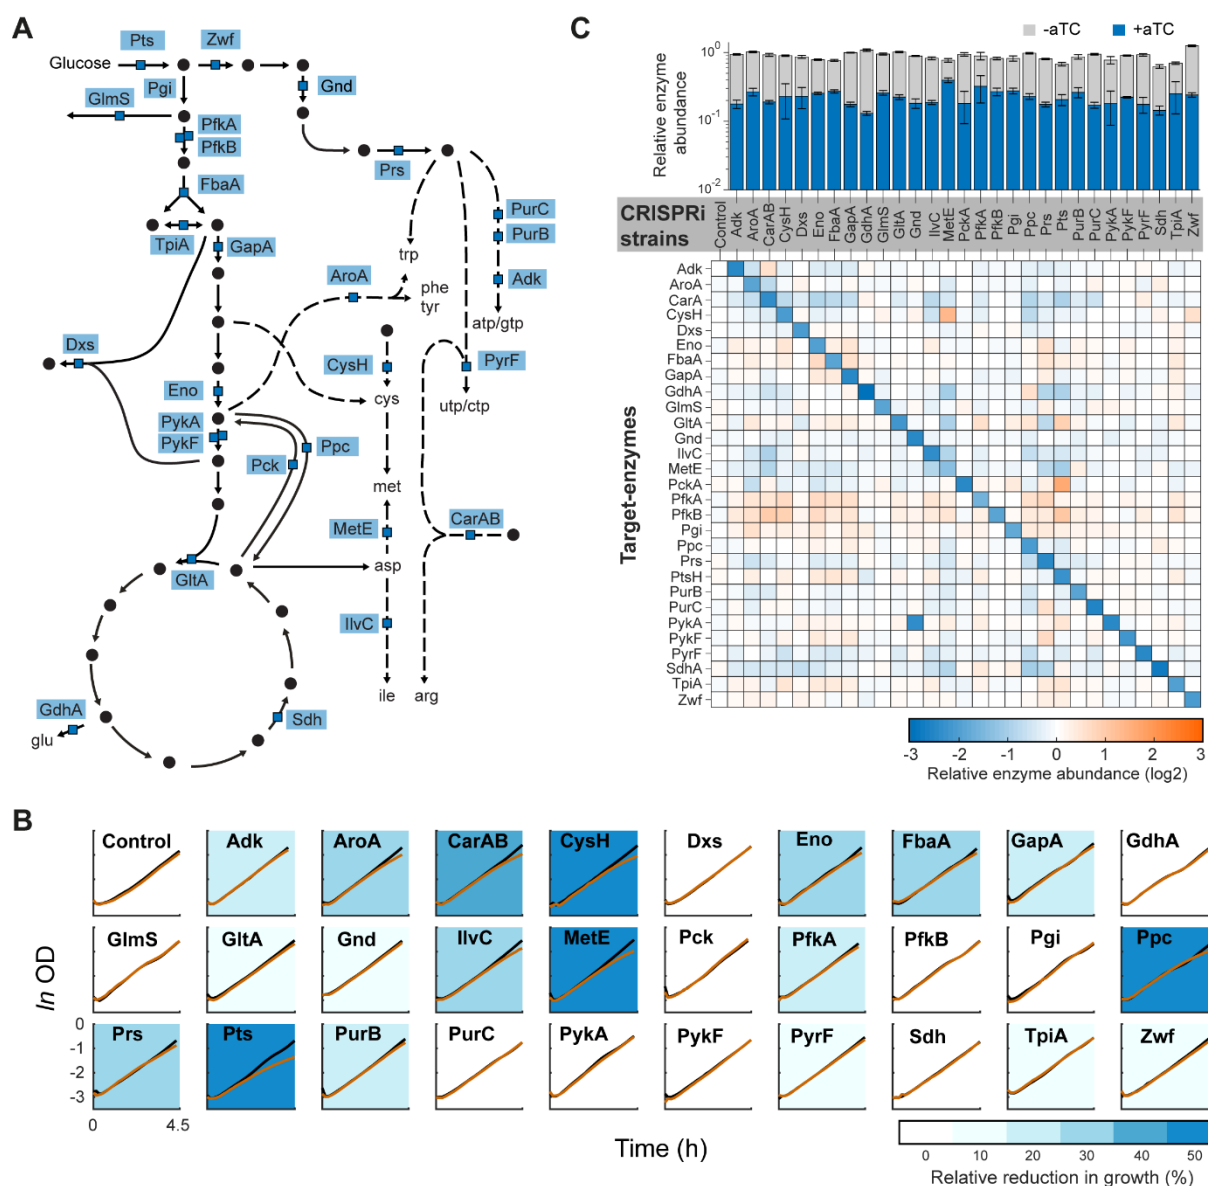 A
Pts
Zwf
Glucose
Pgi
Gnd
GlmS
PfkA
PfkB
Prs
FbaA
TpiA
GapA
PurC
PurB
trp
Adk
AroA
phe
tyr
atp/gtp
Dxs
CysH
PyrF
cys
utp/ctp
Eno
PykA
PykF
Ppc
Pck
met
MetE
CarAB
GltA
asp
IlvC
ile
arg
GdhA
glu
Sdh
C
-aTC
+aTC
Relative enzyme
abundance
10^0
10^-1
10^-2
CRISPRi
strains
Control
Adk
AroA
CarAB
CysH
Dxs
Eno
FbaA
GapA
GdhA
GlmS
GltA
Gnd
IlvC
MetE
PckA
PfkA
PfkB
Pgi
Ppc
Prs
Pts
PurB
PurC
PykA
PykF
PyrF
Sdh
TpiA
Zwf
Target-enzymes
Adk
AroA
CarA
CysH
Dxs
Eno
FbaA
GapA
GdhA
GlmS
GltA
Gnd
IlvC
MetE
PckA
PfkA
PfkB
Pgi
Ppc
Prs
PtsH
PurB
PurC
PykA
PykF
PyrF
SdhA
TpiA
Zwf
-3 -2 -1 0 1 2 3
Relative enzyme abundance (log2)
B
Control Adk AroA CarAB CysH Dxs Eno FbaA GapA GdhA
GlmS GltA Gnd IlvC MetE Pck PfkA PfkB Pgi Ppc
Prs Pts PurB PurC PykA PykF PyrF Sdh TpiA Zwf
ln OD
0
-1
-2
-3
0 4.5
Time (h)
0 10 20 30 40 50
Relative reduction in growth (%)